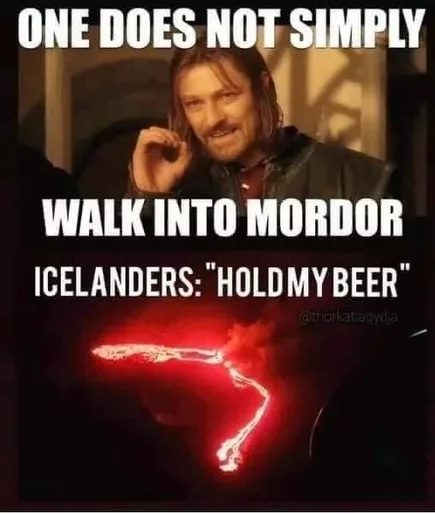 ONE DOES NOT SIMPLY
WALK INTO MORDOR
ICELANDERS: "HOLD MY BEER"